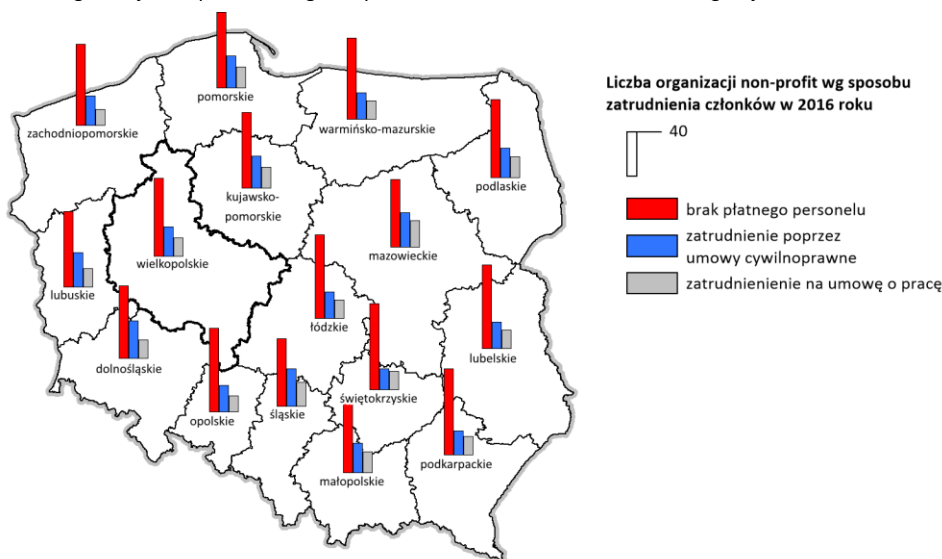 pomorskie
zachodniopomorskie
warmińsko-mazurskie
podlaskie
kujawsko-
pomorskie
wielkopolskie
mazowieckie
lubuskie
łódzkie
lubelskie
dolnośląskie
opolskie
śląskie
świętokrzyskie
małopolskie
podkarpackie
Liczba organizacji non-profit wg sposobu
zatrudnienia członków w 2016 roku
40
brak płatnego personelu
zatrudnienie poprzez
umowy cywilnoprawne
zatrudnienienie na umowę o pracę